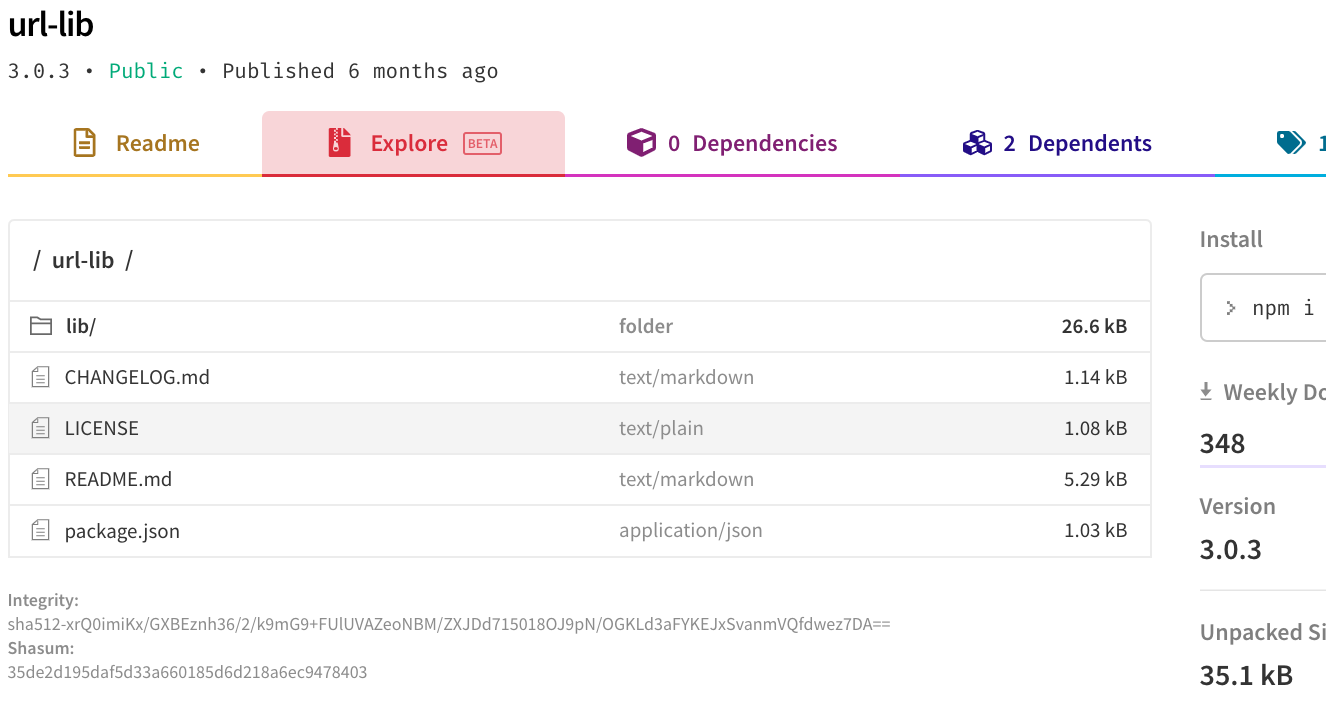 url-lib
3.0.3 • Public • Published 6 months ago
Readme
Explore BETA
0 Dependencies
2 Dependents
1
/ url-lib /
lib/ folder 26.6 kB
CHANGELOG.md text/markdown 1.14 kB
LICENSE text/plain 1.08 kB
README.md text/markdown 5.29 kB
package.json application/json 1.03 kB
Integrity:
sha512-xrQ0imiKx/GXBEznh36/2/k9mG9+FUlUVAZeoNBM/ZXJDd715018OJ9pN/OGKLd3aFYKEJxSvanmVQfdwez7DA==
Shasum:
35de2d195daf5d33a660185d6d218a6ec9478403
Install
> npm i
Weekly Do
348
Version
3.0.3
Unpacked Si
35.1 kB